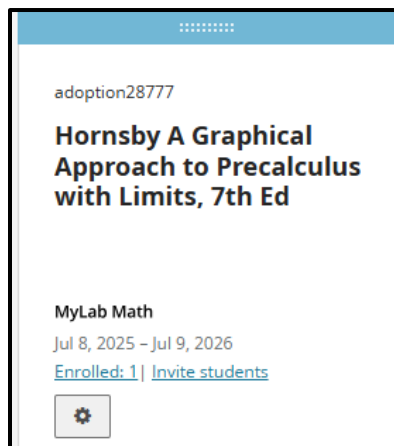 adoption28777
Hornsby A Graphical
Approach to Precalculus
with Limits, 7th Ed
MyLab Math
Jul 8, 2025 – Jul 9, 2026
Enrolled: 1| Invite students